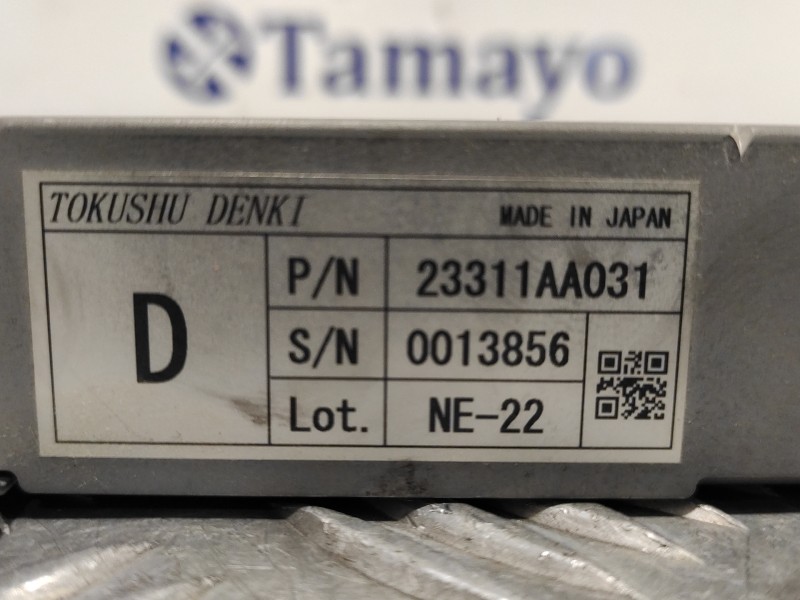 Tamayo
TOKUSHU DENKI MADE IN JAPAN
D
P/N 23311AA031
S/N 0013856
Lot. NE-22